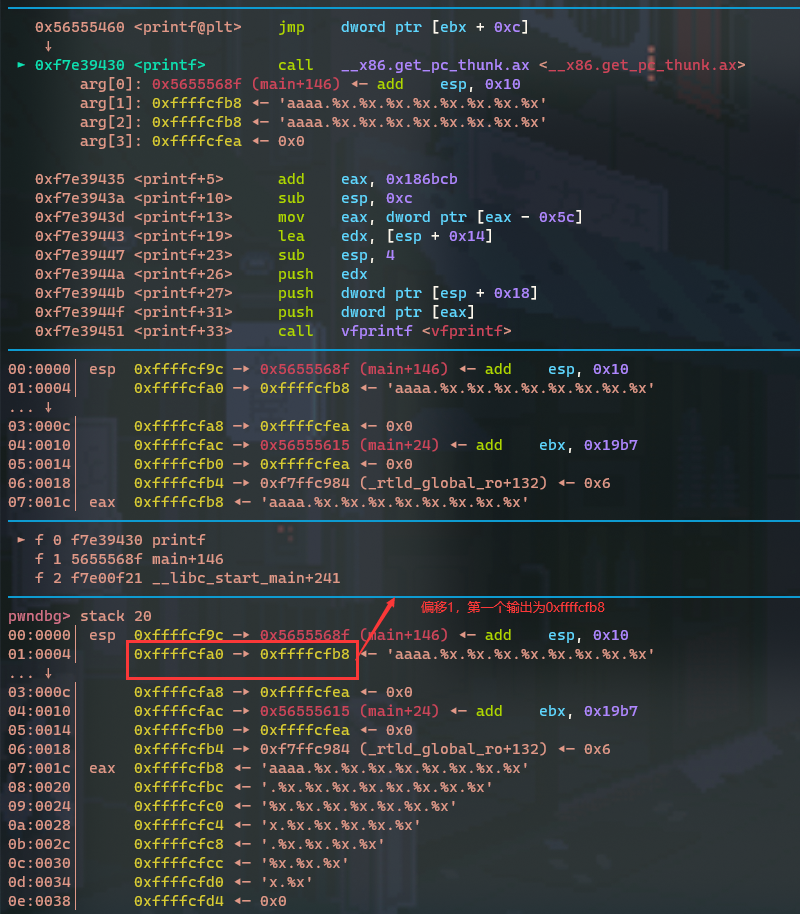 0x56555460 <printf@plt> jmp dword ptr [ebx + 0xc]
↓
► 0xf7e39430 <printf> call __x86.get_pc_thunk.ax <__x86.get_pc_thunk.ax>
arg[0]: 0x5655568f (main+146) ◂— add esp, 0x10
arg[1]: 0xffffcfb8 ◂— 'aaaa.%x.%x.%x.%x.%x.%x.%x.%x'
arg[2]: 0xffffcfb8 ◂— 'aaaa.%x.%x.%x.%x.%x.%x.%x.%x'
arg[3]: 0xffffcfea ◂— 0x0
0xf7e39435 <printf+5> add eax, 0x186bcb
0xf7e3943a <printf+10> sub esp, 0xc
0xf7e3943d <printf+13> mov eax, dword ptr [eax - 0x5c]
0xf7e39443 <printf+19> lea edx, [esp + 0x14]
0xf7e39447 <printf+23> sub esp, 4
0xf7e3944a <printf+26> push edx
0xf7e3944b <printf+27> push dword ptr [esp + 0x18]
0xf7e3944f <printf+31> push dword ptr [eax]
0xf7e39451 <printf+33> call vfprintf <vfprintf>
00:0000│ esp 0xffffcf9c —▸ 0x5655568f (main+146) ◂— add esp, 0x10
01:0004│ 0xffffcfa0 —▸ 0xffffcfb8 ◂— 'aaaa.%x.%x.%x.%x.%x.%x.%x.%x'
... ↓
03:000c│ 0xffffcfa8 —▸ 0xffffcfea ◂— 0x0
04:0010│ 0xffffcfac —▸ 0x56555615 (main+24) ◂— add ebx, 0x19b7
05:0014│ 0xffffcfb0 —▸ 0xffffcfea ◂— 0x0
06:0018│ 0xffffcfb4 —▸ 0xf7ffc984 (_rtld_global_ro+132) ◂— 0x6
07:001c│ eax 0xffffcfb8 ◂— 'aaaa.%x.%x.%x.%x.%x.%x.%x.%x'
► f 0 f7e39430 printf
f 1 5655568f main+146
f 2 f7e00f21 __libc_start_main+241
偏移1，第一个输出为0xffffcfb8
pwndbg> stack 20
00:0000│ esp 0xffffcf9c —▸ 0x5655568f (main+146) ◂— add esp, 0x10
01:0004│ 0xffffcfa0 —▸ 0xffffcfb8 ◂— 'aaaa.%x.%x.%x.%x.%x.%x.%x.%x'
... ↓
03:000c│ 0xffffcfa8 —▸ 0xffffcfea ◂— 0x0
04:0010│ 0xffffcfac —▸ 0x56555615 (main+24) ◂— add ebx, 0x19b7
05:0014│ 0xffffcfb0 —▸ 0xffffcfea ◂— 0x0
06:0018│ 0xffffcfb4 —▸ 0xf7ffc984 (_rtld_global_ro+132) ◂— 0x6
07:001c│ eax 0xffffcfb8 ◂— 'aaaa.%x.%x.%x.%x.%x.%x.%x.%x'
08:0020│ 0xffffcfbc ◂— '.%x.%x.%x.%x.%x.%x.%x.%x'
09:0024│ 0xffffcfc0 ◂— '%x.%x.%x.%x.%x.%x.%x'
0a:0028│ 0xffffcfc4 ◂— 'x.%x.%x.%x.%x.%x'
0b:002c│ 0xffffcfc8 ◂— '.%x.%x.%x.%x'
0c:0030│ 0xffffcfcc ◂— '%x.%x.%x'
0d:0034│ 0xffffcfd0 ◂— 'x.%x'
0e:0038│ 0xffffcfd4 ◂— 0x0